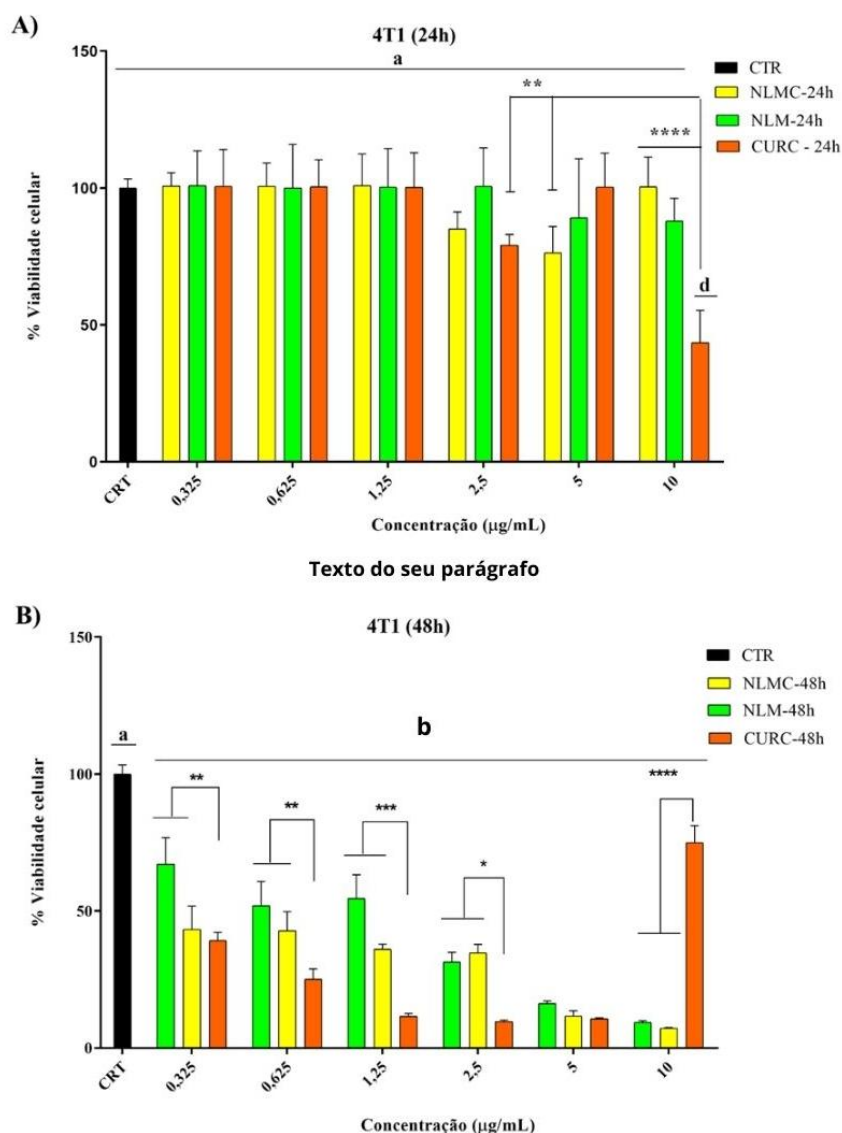 A)
4T1 (24h)
a
CTR
NLMC-24h
NLM-24h
CURC - 24h
**
****
d
% Viabilidade celular
150
100
50
0
CRT
0,325
0,625
1,25
2,5
5
10
Concentração (µg/mL)
Texto do seu parágrafo
B)
4T1 (48h)
CTR
NLMC-48h
NLM-48h
CURC-48h
a
b
**
**
***
*
****
% Viabilidade celular
150
100
50
0
CRT
0,325
0,625
1,25
2,5
5
10
Concentração (µg/mL)